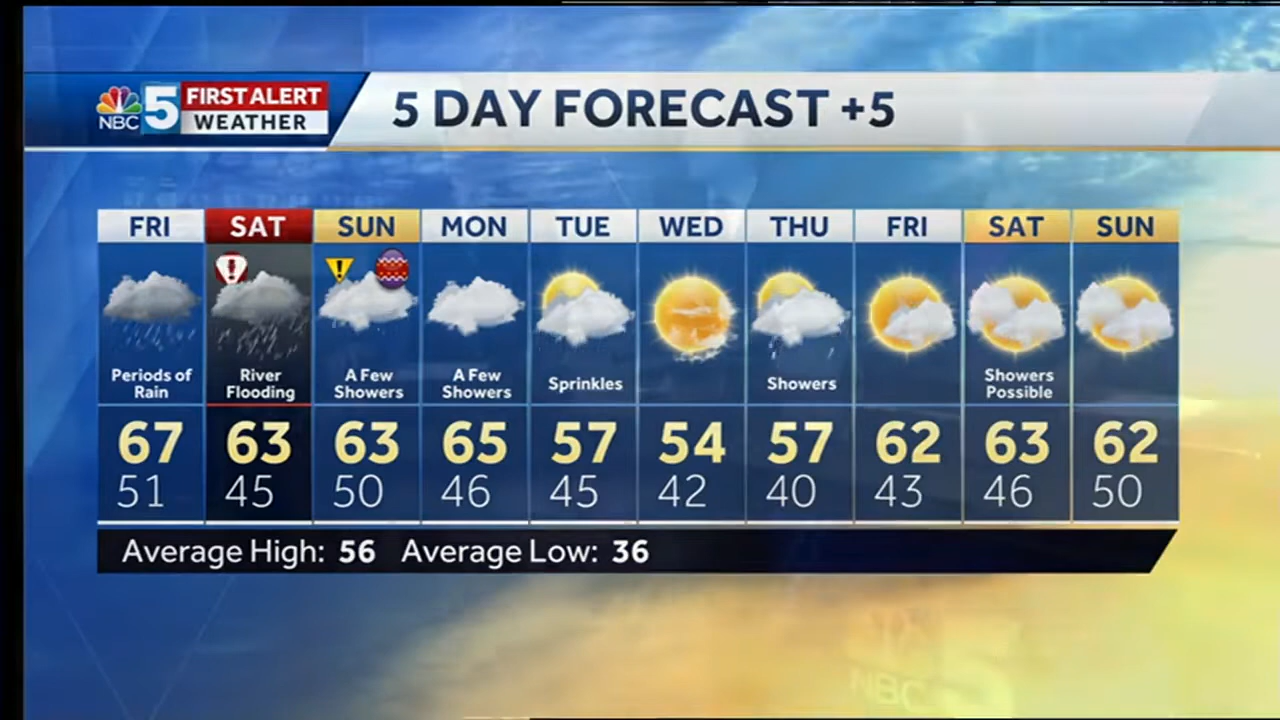 NBC 5 FIRST ALERT
WEATHER
5 DAY FORECAST +5
FRI SAT SUN MON TUE WED THU FRI SAT SUN
Periods of Rain
River Flooding
A Few Showers
A Few Showers
Sprinkles
Showers
Showers Possible
67 63 63 65 57 54 57 62 63 62
51 45 50 46 45 42 40 43 46 50
Average High: 56 Average Low: 36
NBC 5